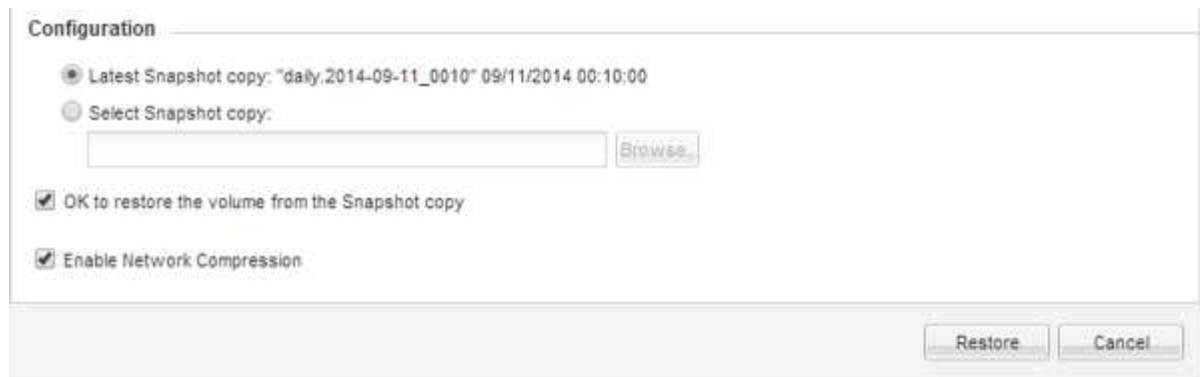 Configuration
Latest Snapshot copy: "daily.2014-09-11_0010" 09/11/2014 00:10:00
Select Snapshot copy:
Browse..
OK to restore the volume from the Snapshot copy
Enable Network Compression
Restore Cancel